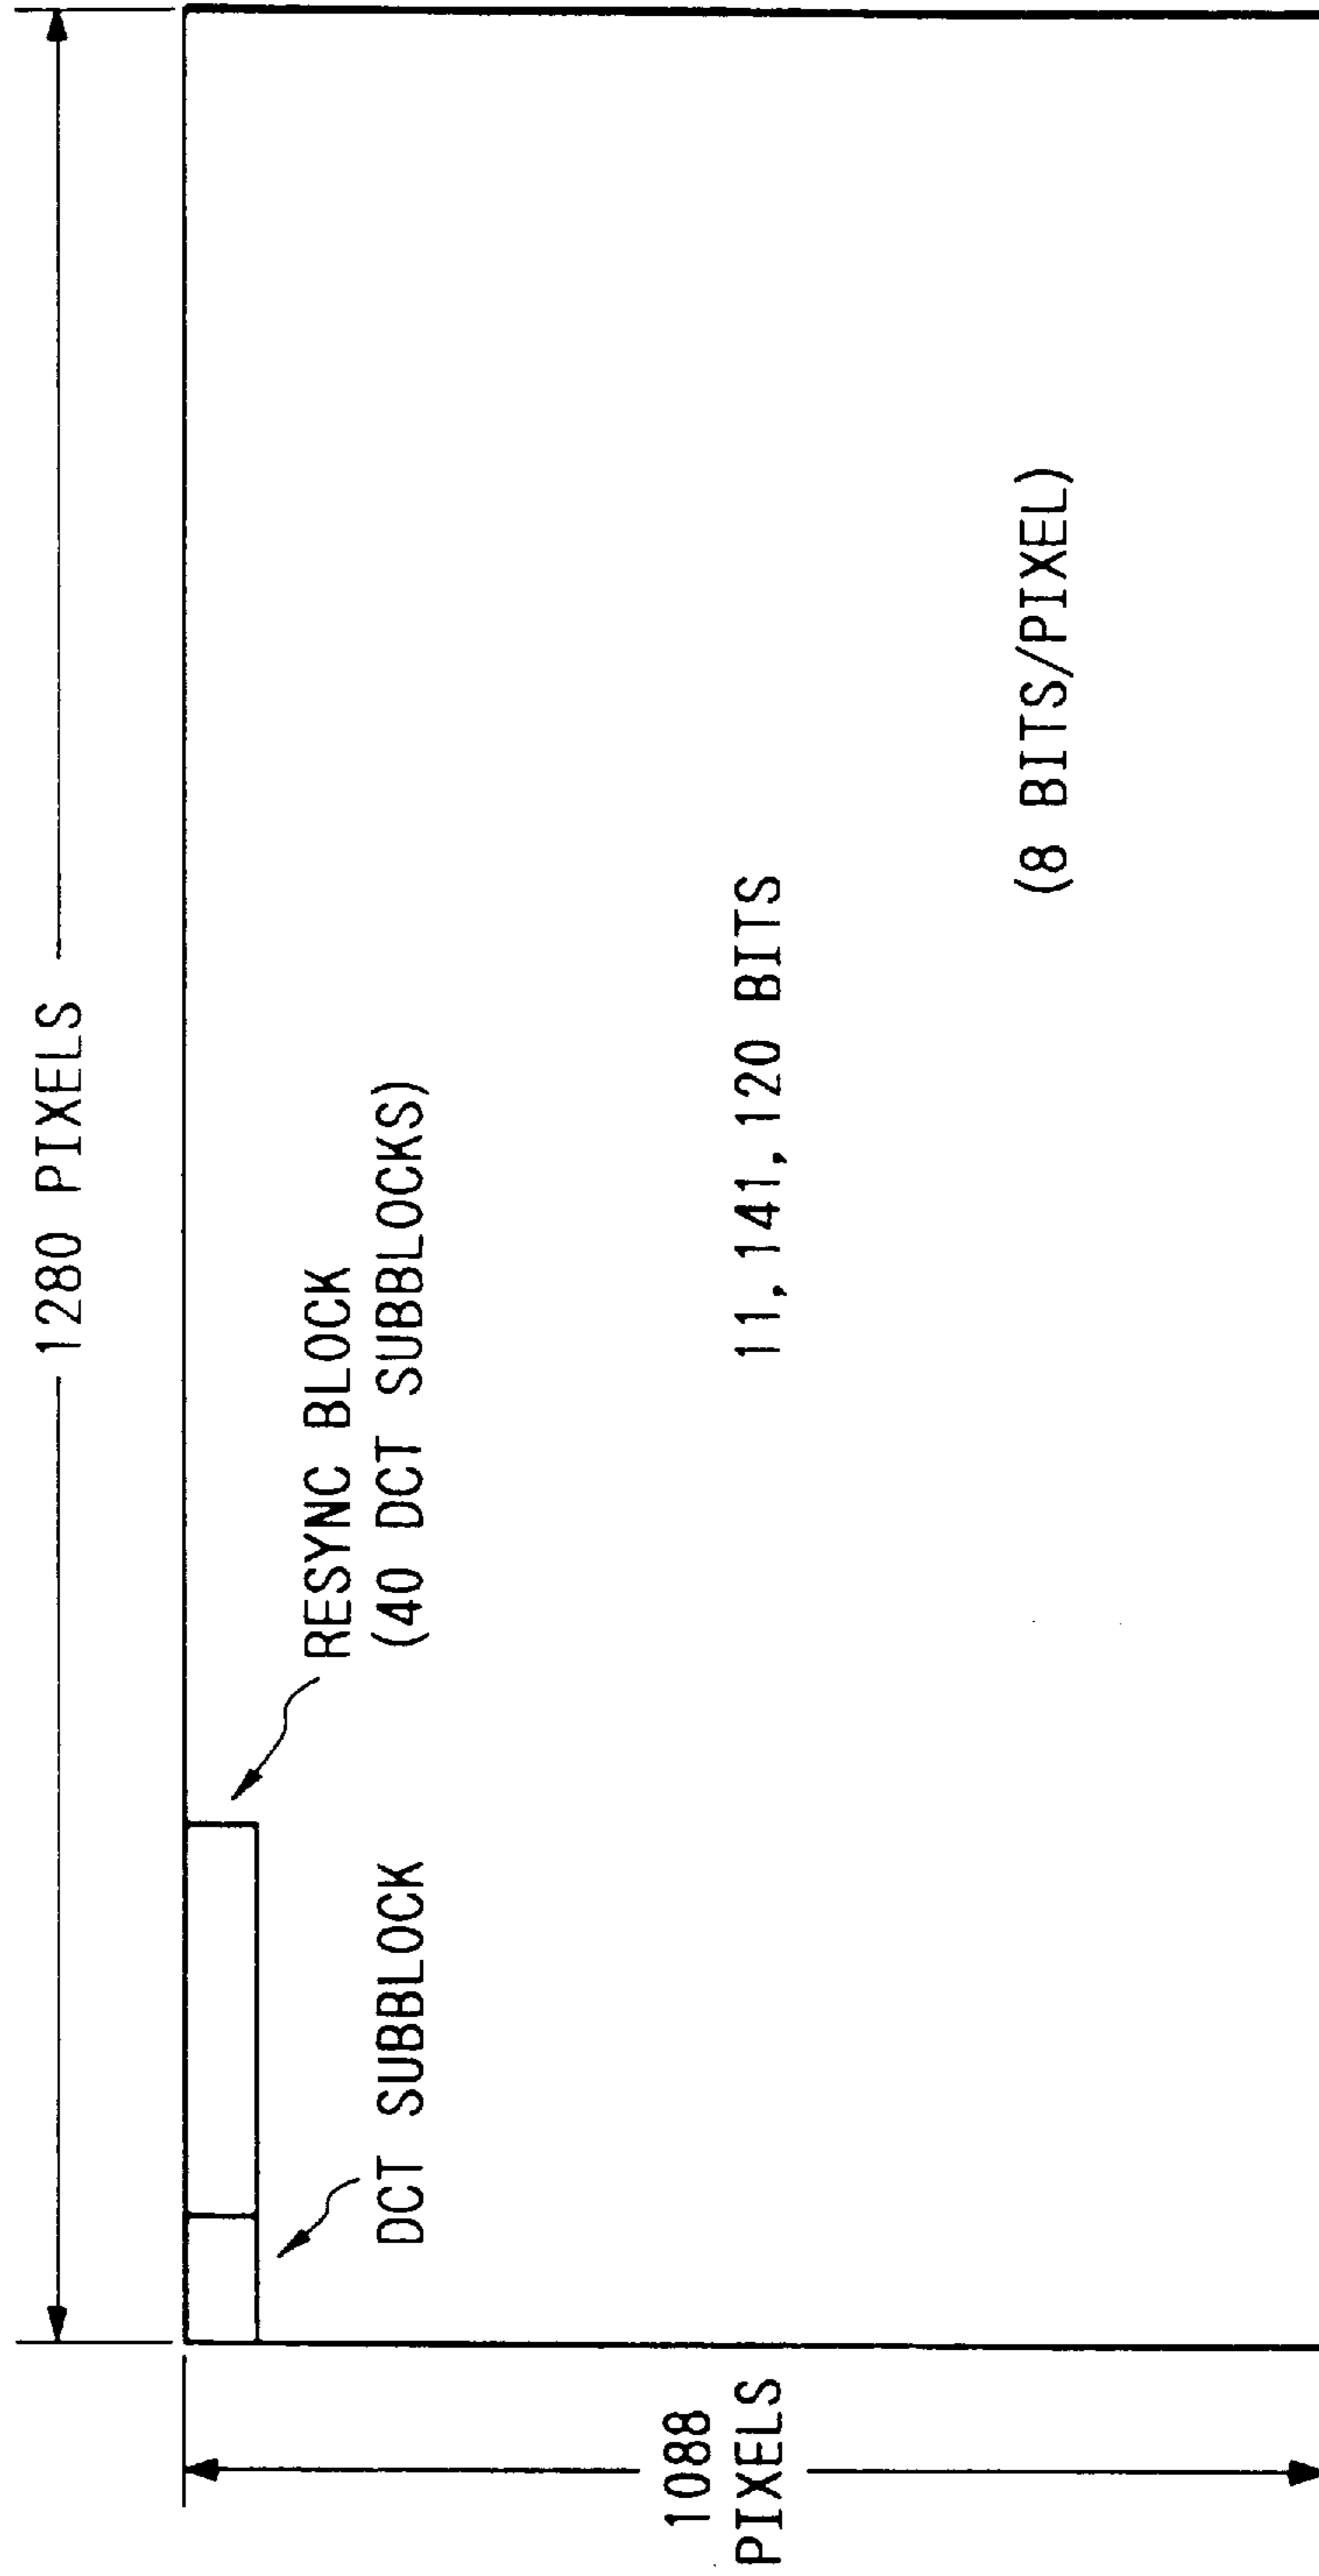 1280 PIXELS
RESYNC BLOCK
(40 DCT SUBBLOCKS)
DCT SUBBLOCK
1088
PIXELS
11,141,120 BITS
(8 BITS/PIXEL)